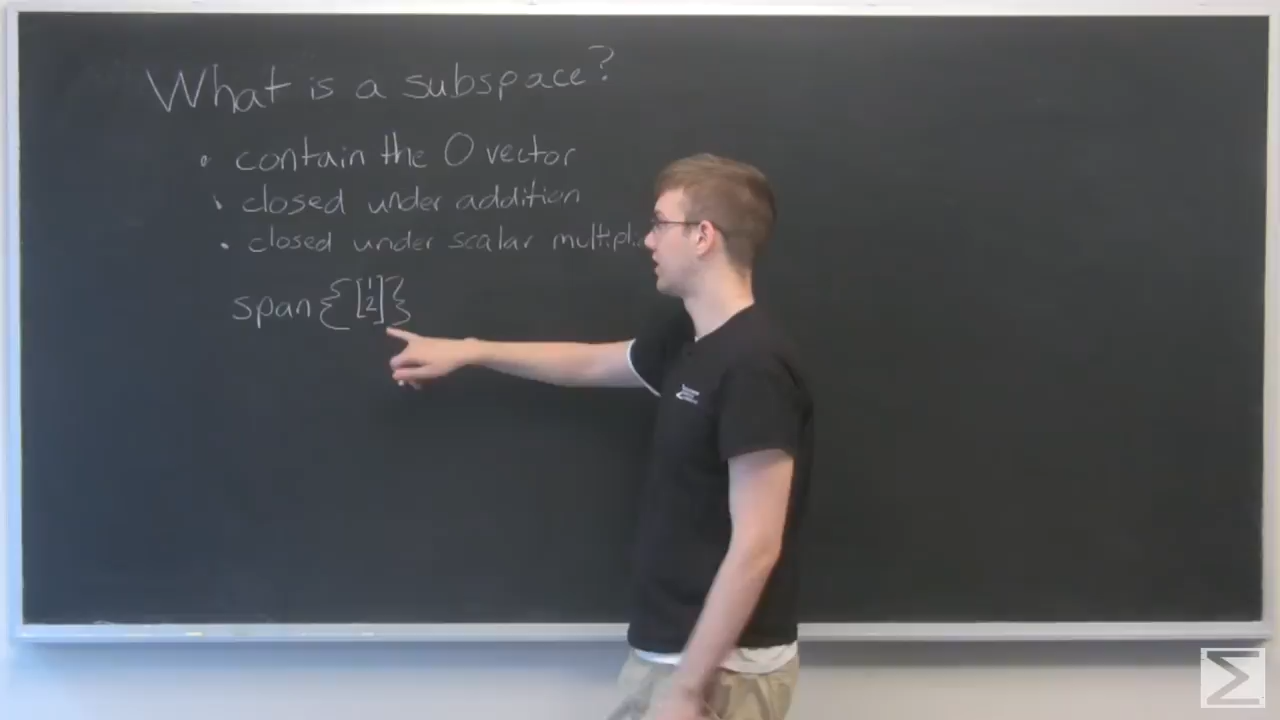 What is a subspace?
• contain the 0 vector
• closed under addition
• closed under scalar
span{[1
2]}
Σ